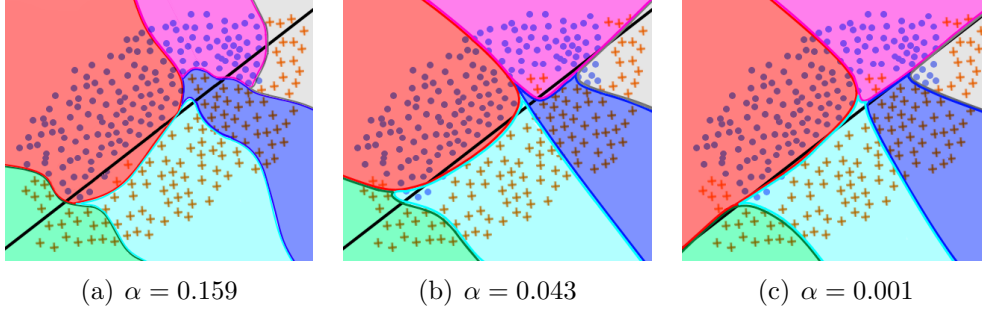 (a) α = 0.159
(b) α = 0.043
(c) α = 0.001